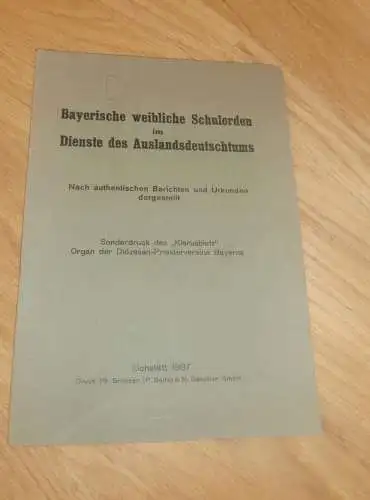 Bayerische weibliche Schulorden
im
Dienste des Auslandsdeutschtums
Nach authentischen Berichten und Urkunden
dargestellt
Sonderdruck des „Klerusblatt"
Organ der Diözesan-Priestervereine Bayerns
Eichstätt 1937
Druck